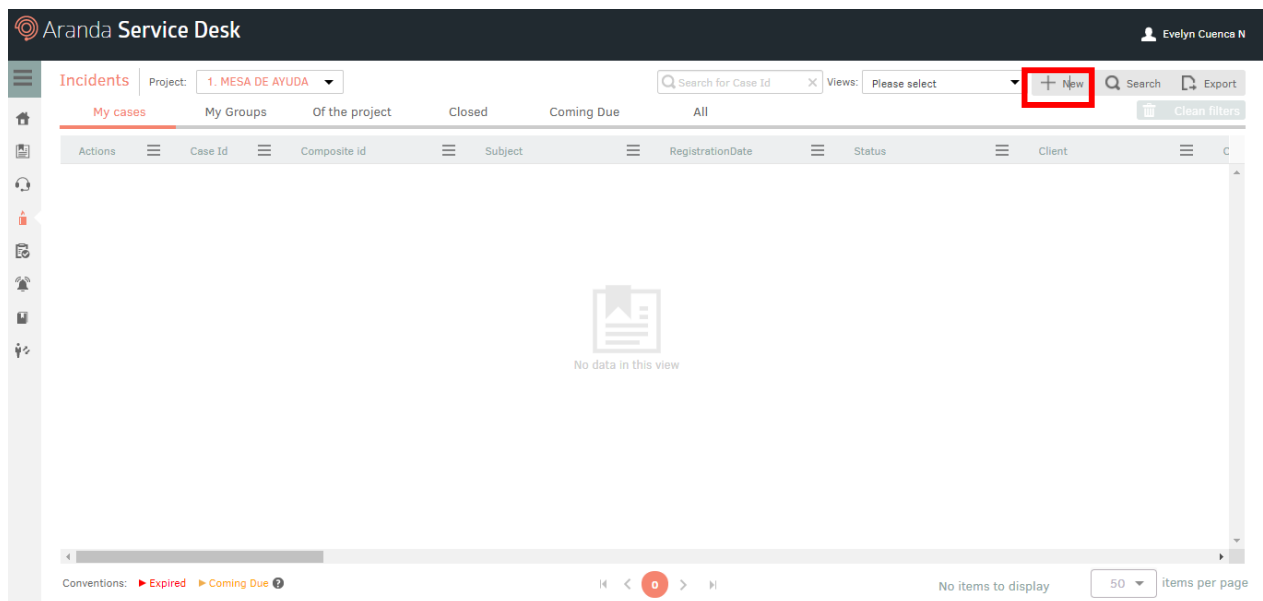 Aranda Service Desk
Evelyn Cuenca N
Incidents Project: 1. MESA DE AYUDA Search for Case Id Views: Please select New Search Export
My cases My Groups Of the project Closed Coming Due All Clean filters
Actions Case Id Composite id Subject RegistrationDate Status Client C
No data in this view
Conventions: Expired Coming Due ? 0 No items to display 50 items per page